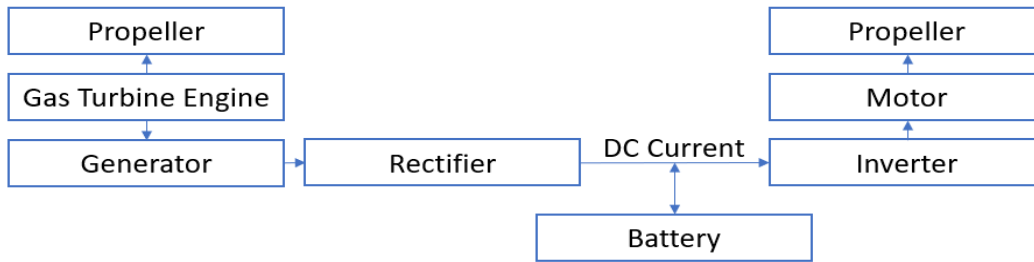 Propeller
Propeller
Gas Turbine Engine
Motor
Generator
Rectifier
DC Current
Inverter
Battery